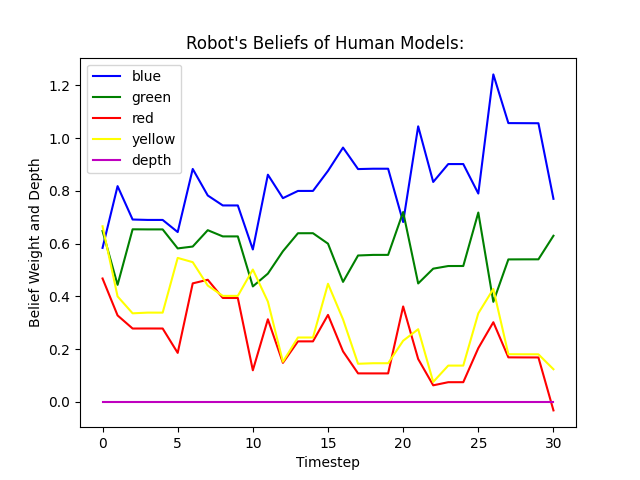 Robot's Beliefs of Human Models:
blue
green
red
yellow
depth
Belief Weight and Depth
1.2
1.0
0.8
0.6
0.4
0.2
0.0
0 5 10 15 20 25 30
Timestep